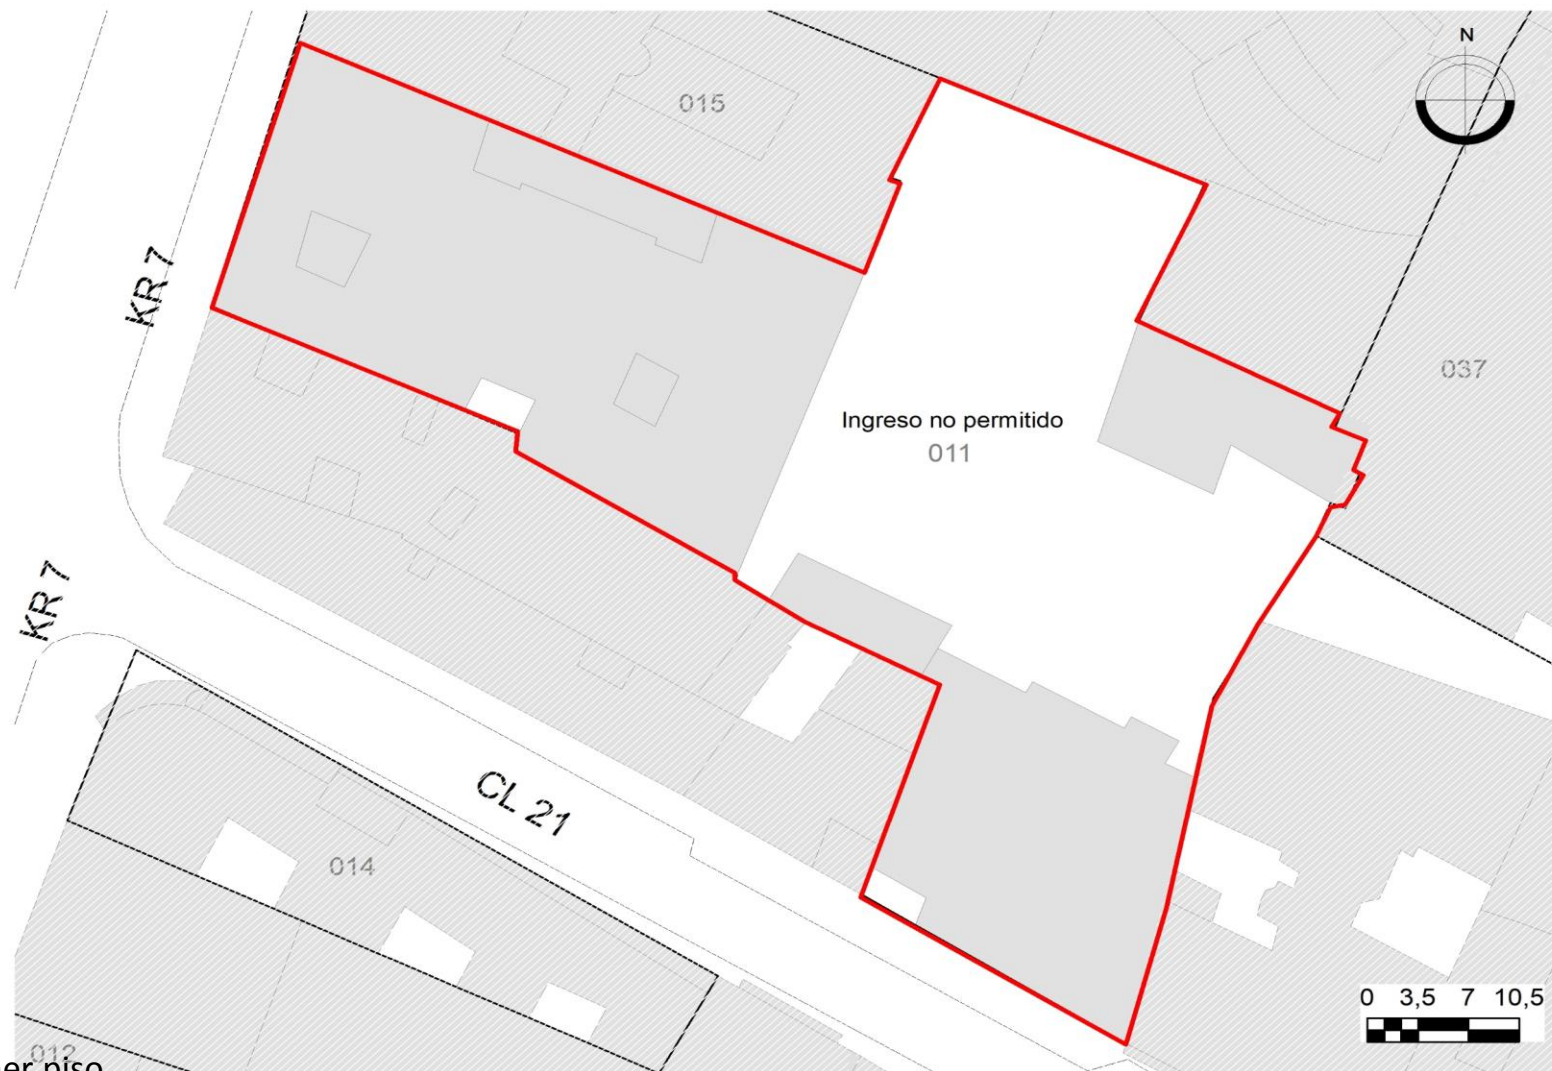 N
015
KR 7
037
Ingreso no permitido
011
KR 7
CL 21
014
0 3,5 7 10,5
012
er piso